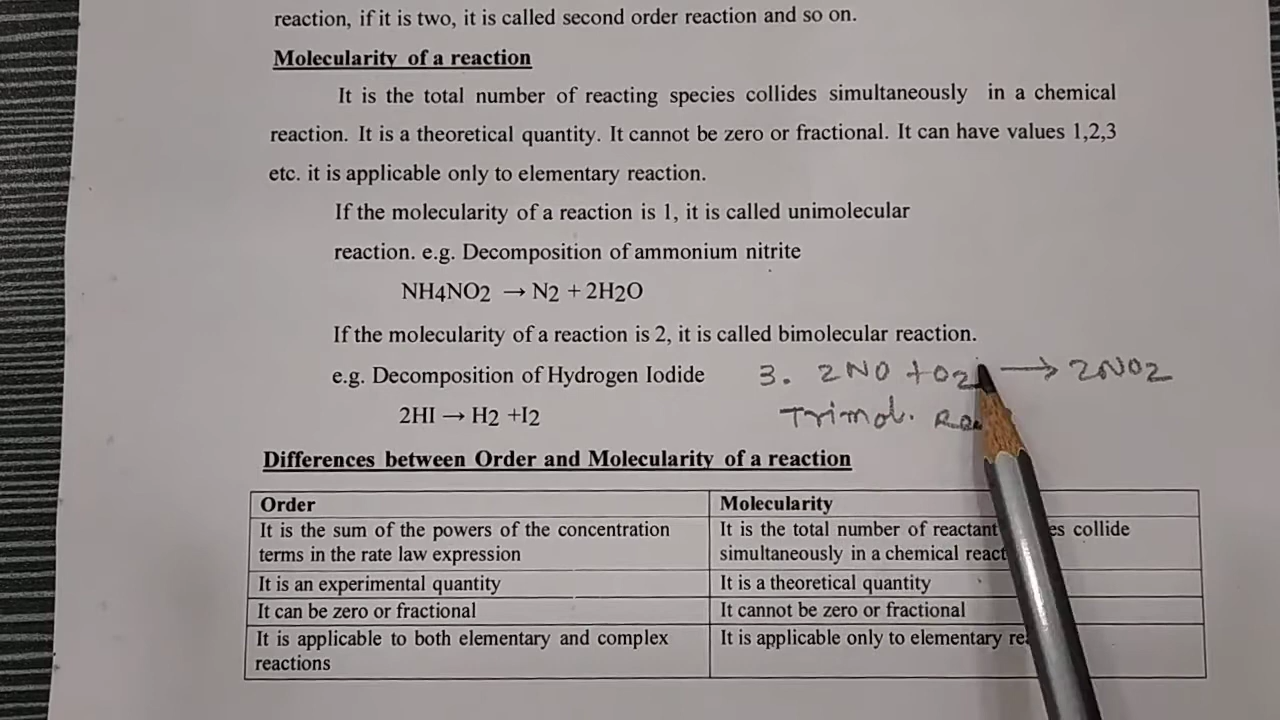 reaction, if it is two, it is called second order reaction and so on.
Molecularity of a reaction
It is the total number of reacting species collides simultaneously in a chemical
reaction. It is a theoretical quantity. It cannot be zero or fractional. It can have values 1,2,3
etc. it is applicable only to elementary reaction.
If the molecularity of a reaction is 1, it is called unimolecular
reaction. e.g. Decomposition of ammonium nitrite
NH4NO2 → N2 + 2H2O
If the molecularity of a reaction is 2, it is called bimolecular reaction.
e.g. Decomposition of Hydrogen Iodide 3. 2NO + O2 → 2NO2
2HI → H2 +I2 Trimol.
Differences between Order and Molecularity of a reaction
Order Molecularity
It is the sum of the powers of the concentration It is the total number of reactant collide
terms in the rate law expression simultaneously in a chemical
It is an experimental quantity It is a theoretical quantity
It can be zero or fractional It cannot be zero or fractional
It is applicable to both elementary and complex It is applicable only to elementary
reactions